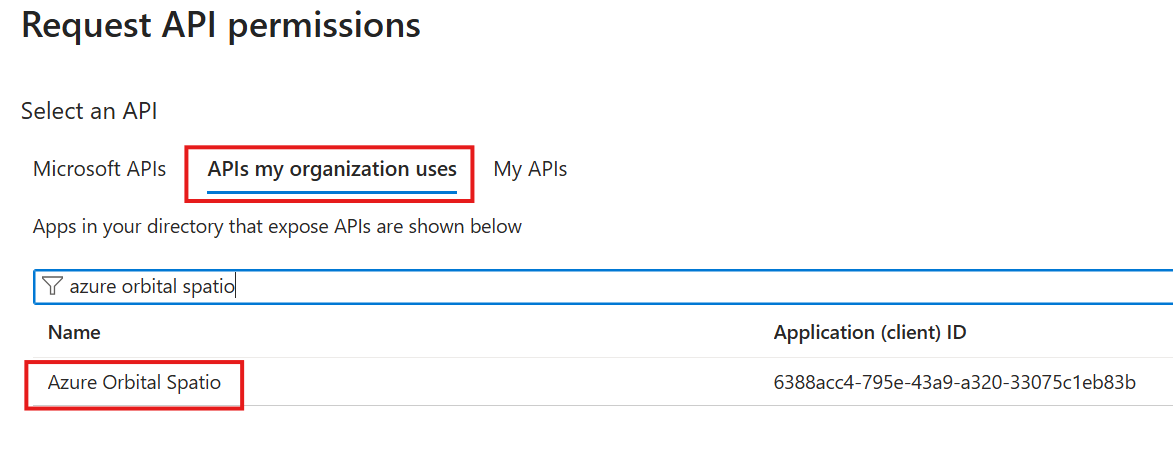 Request API permissions
Select an API
Microsoft APIs APIs my organization uses My APIs
Apps in your directory that expose APIs are shown below
azure orbital spatio
Name Application (client) ID
Azure Orbital Spatio 6388acc4-795e-43a9-a320-33075c1eb83b